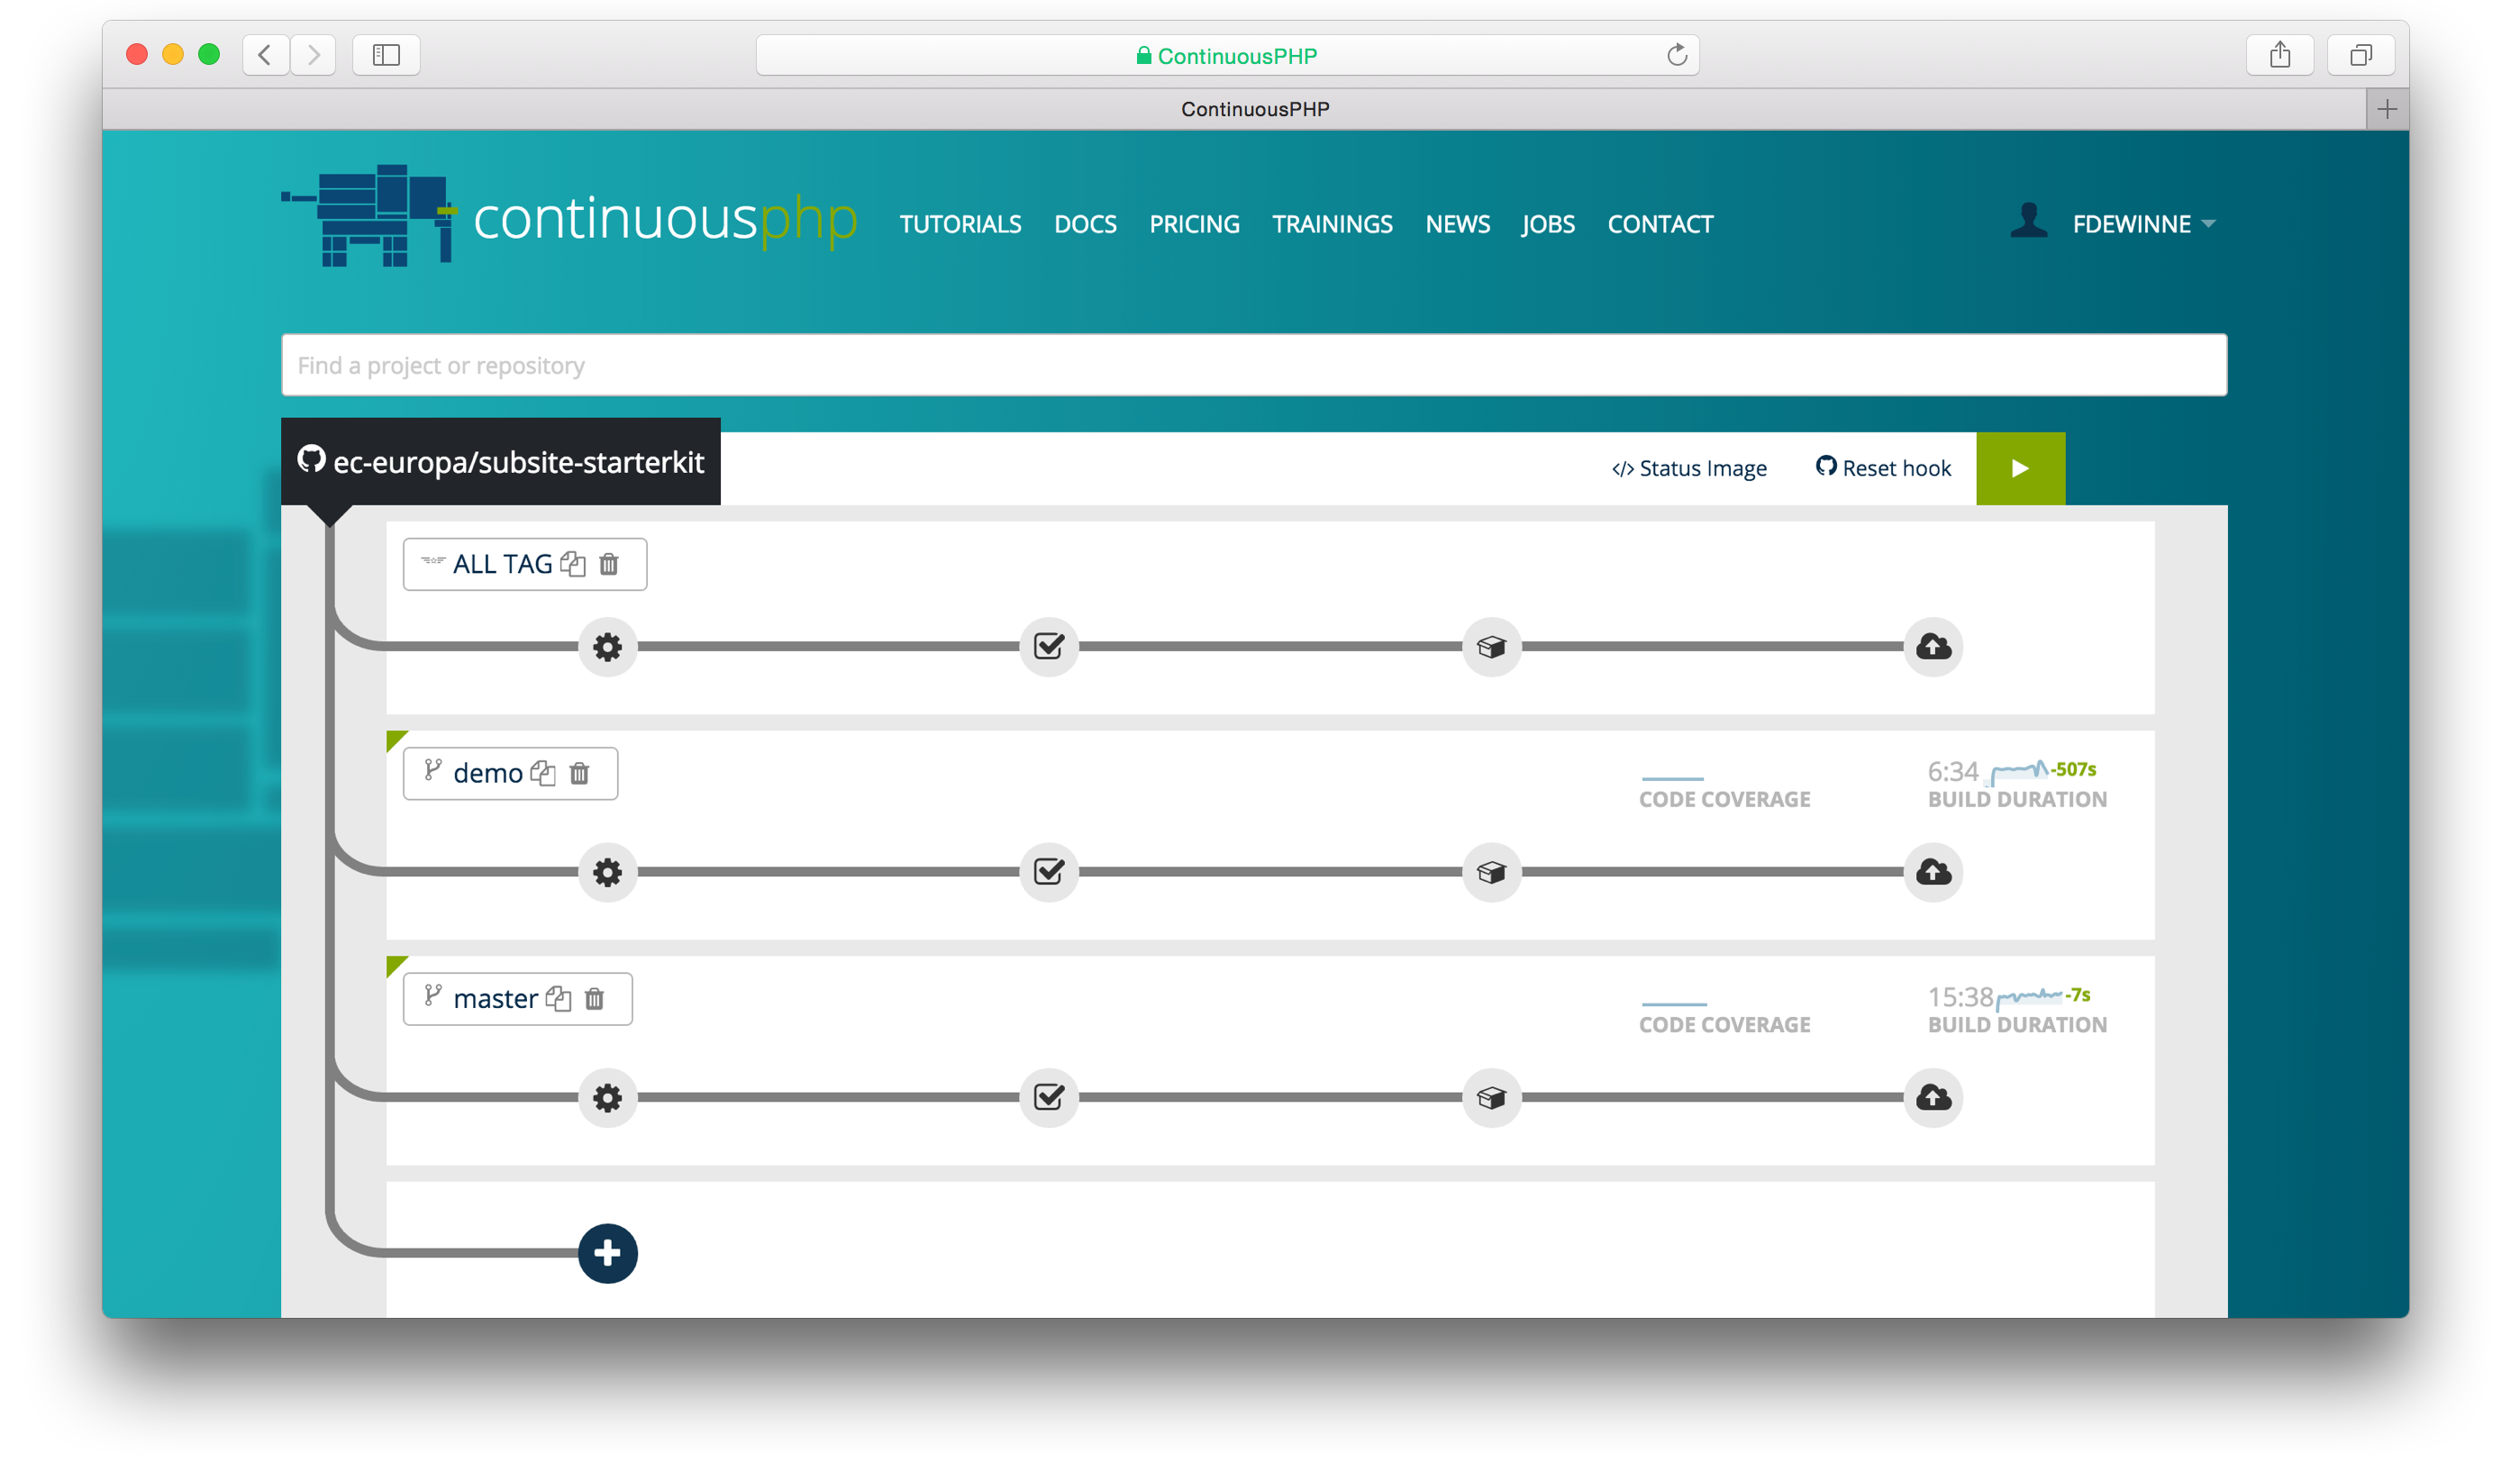 ContinuousPHP
ContinuousPHP
continuousphp TUTORIALS DOCS PRICING TRAININGS NEWS JOBS CONTACT FDEWINNE
Find a project or repository
ec-europa/subsite-starterkit </> Status Image Reset hook
ALL TAG
demo 6:34 -507s
CODE COVERAGE BUILD DURATION
master 15:38 -7s
CODE COVERAGE BUILD DURATION